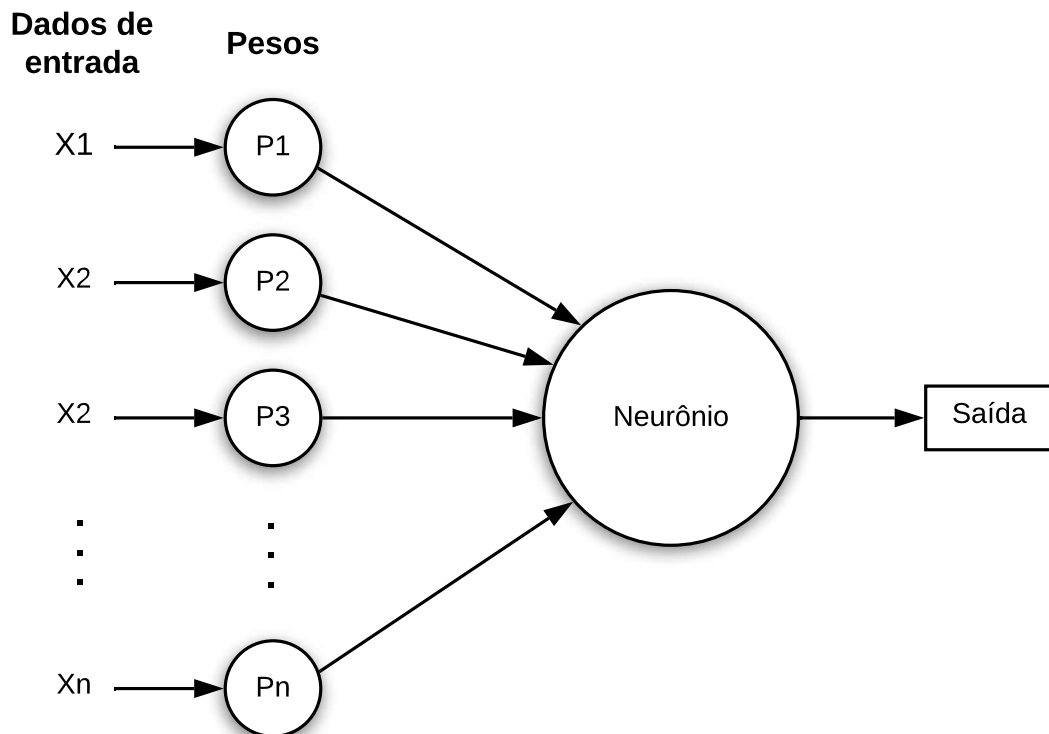 Dados de
entrada
Pesos
X1
P1
X2
P2
X2
P3
Neurônio
Saída
Xn
Pn